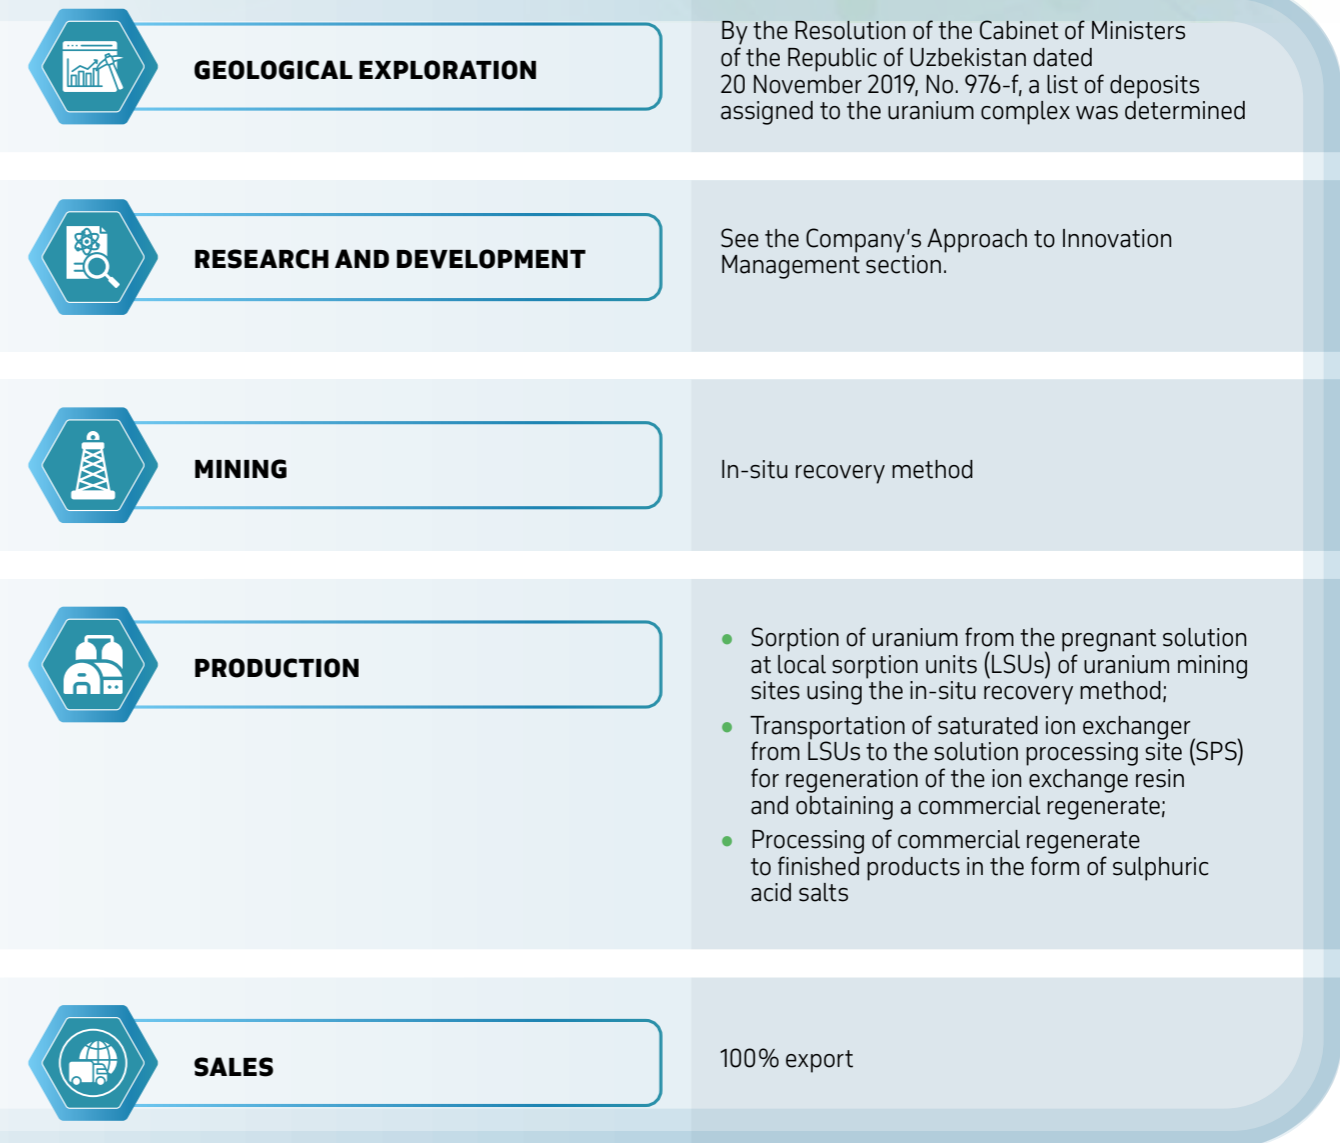 GEOLOGICAL EXPLORATION
By the Resolution of the Cabinet of Ministers
of the Republic of Uzbekistan dated
20 November 2019, No. 976-f, a list of deposits
assigned to the uranium complex was determined
RESEARCH AND DEVELOPMENT
See the Company's Approach to Innovation
Management section.
MINING
In-situ recovery method
PRODUCTION
• Sorption of uranium from the pregnant solution
at local sorption units (LSUs) of uranium mining
sites using the in-situ recovery method;
• Transportation of saturated ion exchanger
from LSUs to the solution processing site (SPS)
for regeneration of the ion exchange resin
and obtaining a commercial regenerate;
• Processing of commercial regenerate
to finished products in the form of sulphuric
acid salts
SALES
100% export